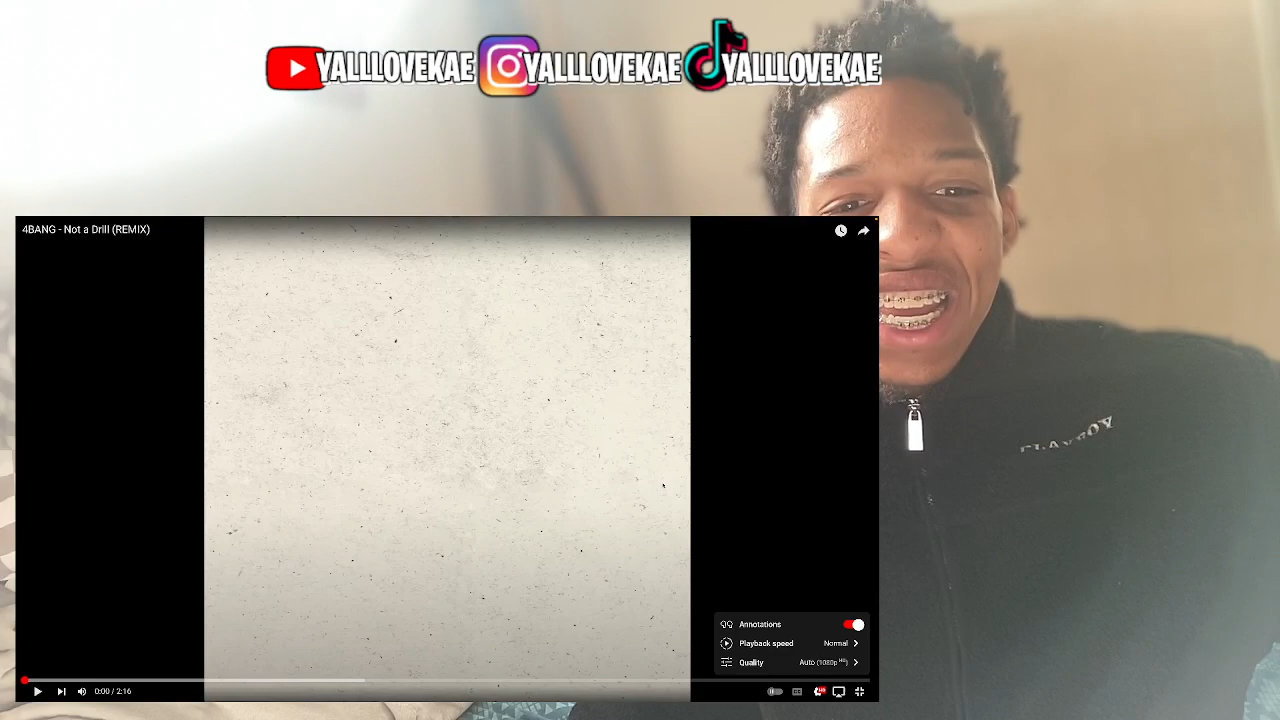 YALLLOVEKAE YALLLOVEKAE YALLLOVEKAE
4BANG - Not a Drill (REMIX)
PLAYBOY
Annotations
Playback speed Normal
Quality Auto (1080p HD)
0:00 / 2:16